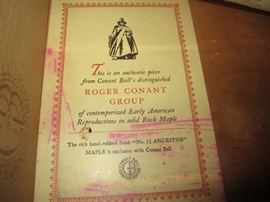 This is an authentic piece
from Conant Ball's distinguished
ROGER CONANT
GROUP
of contemporized Early American
Reproductions in solid Rock Maple
The rich hand-rubbed finish "No. 12 ANCESTOR"
MAPLE is exclusive with Conant Ball